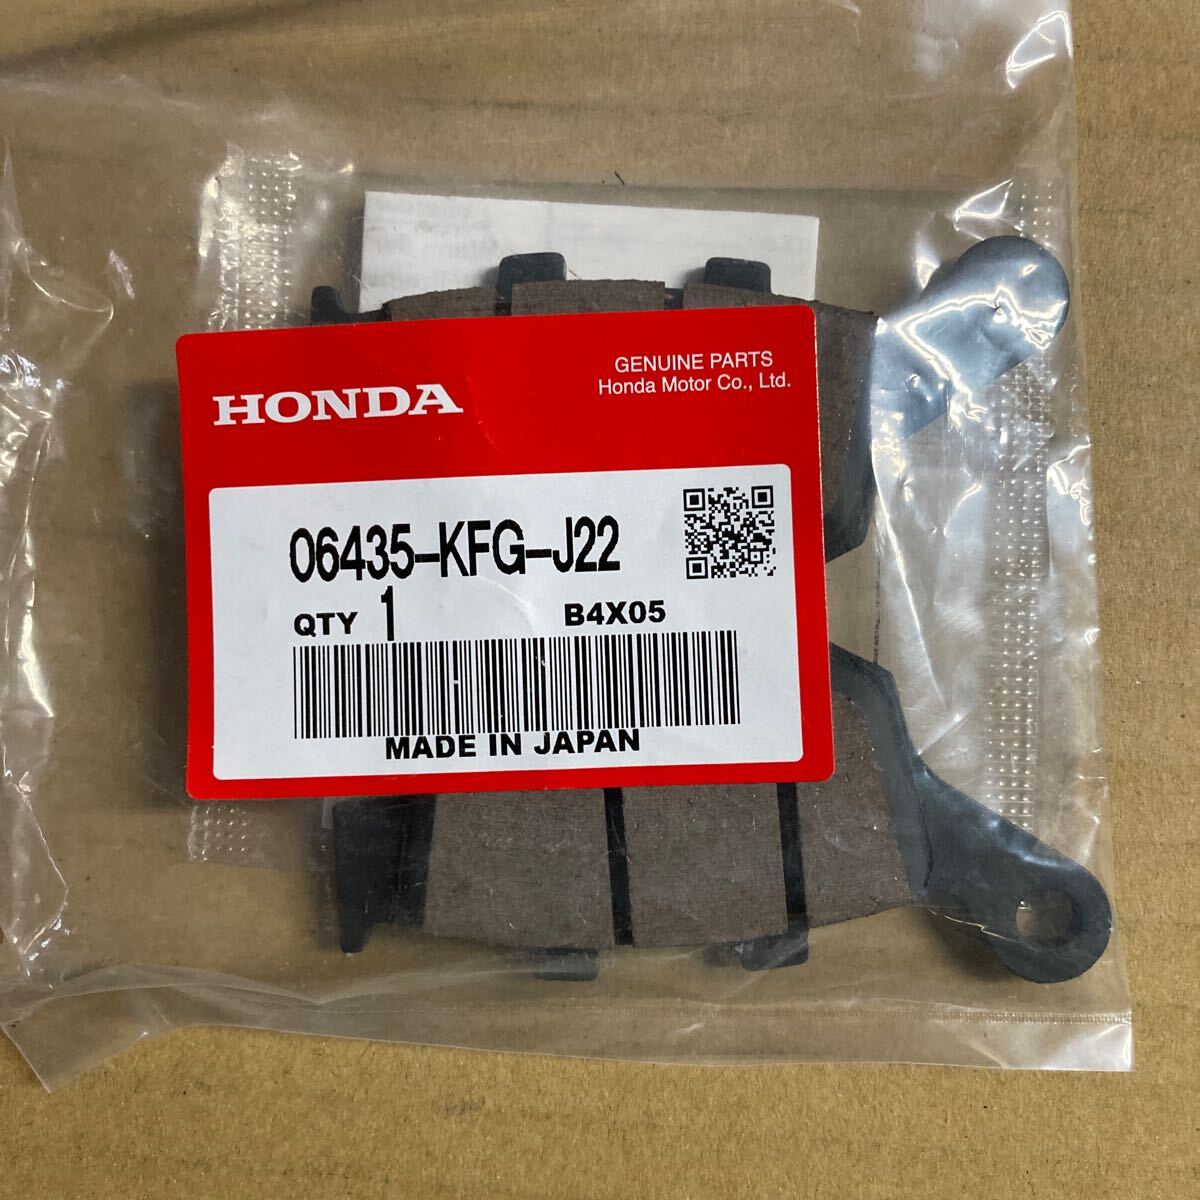 HONDA
GENUINE PARTS
Honda Motor Co., Ltd.
06435-KFG-J22
QTY 1 B4X05
MADE IN JAPAN